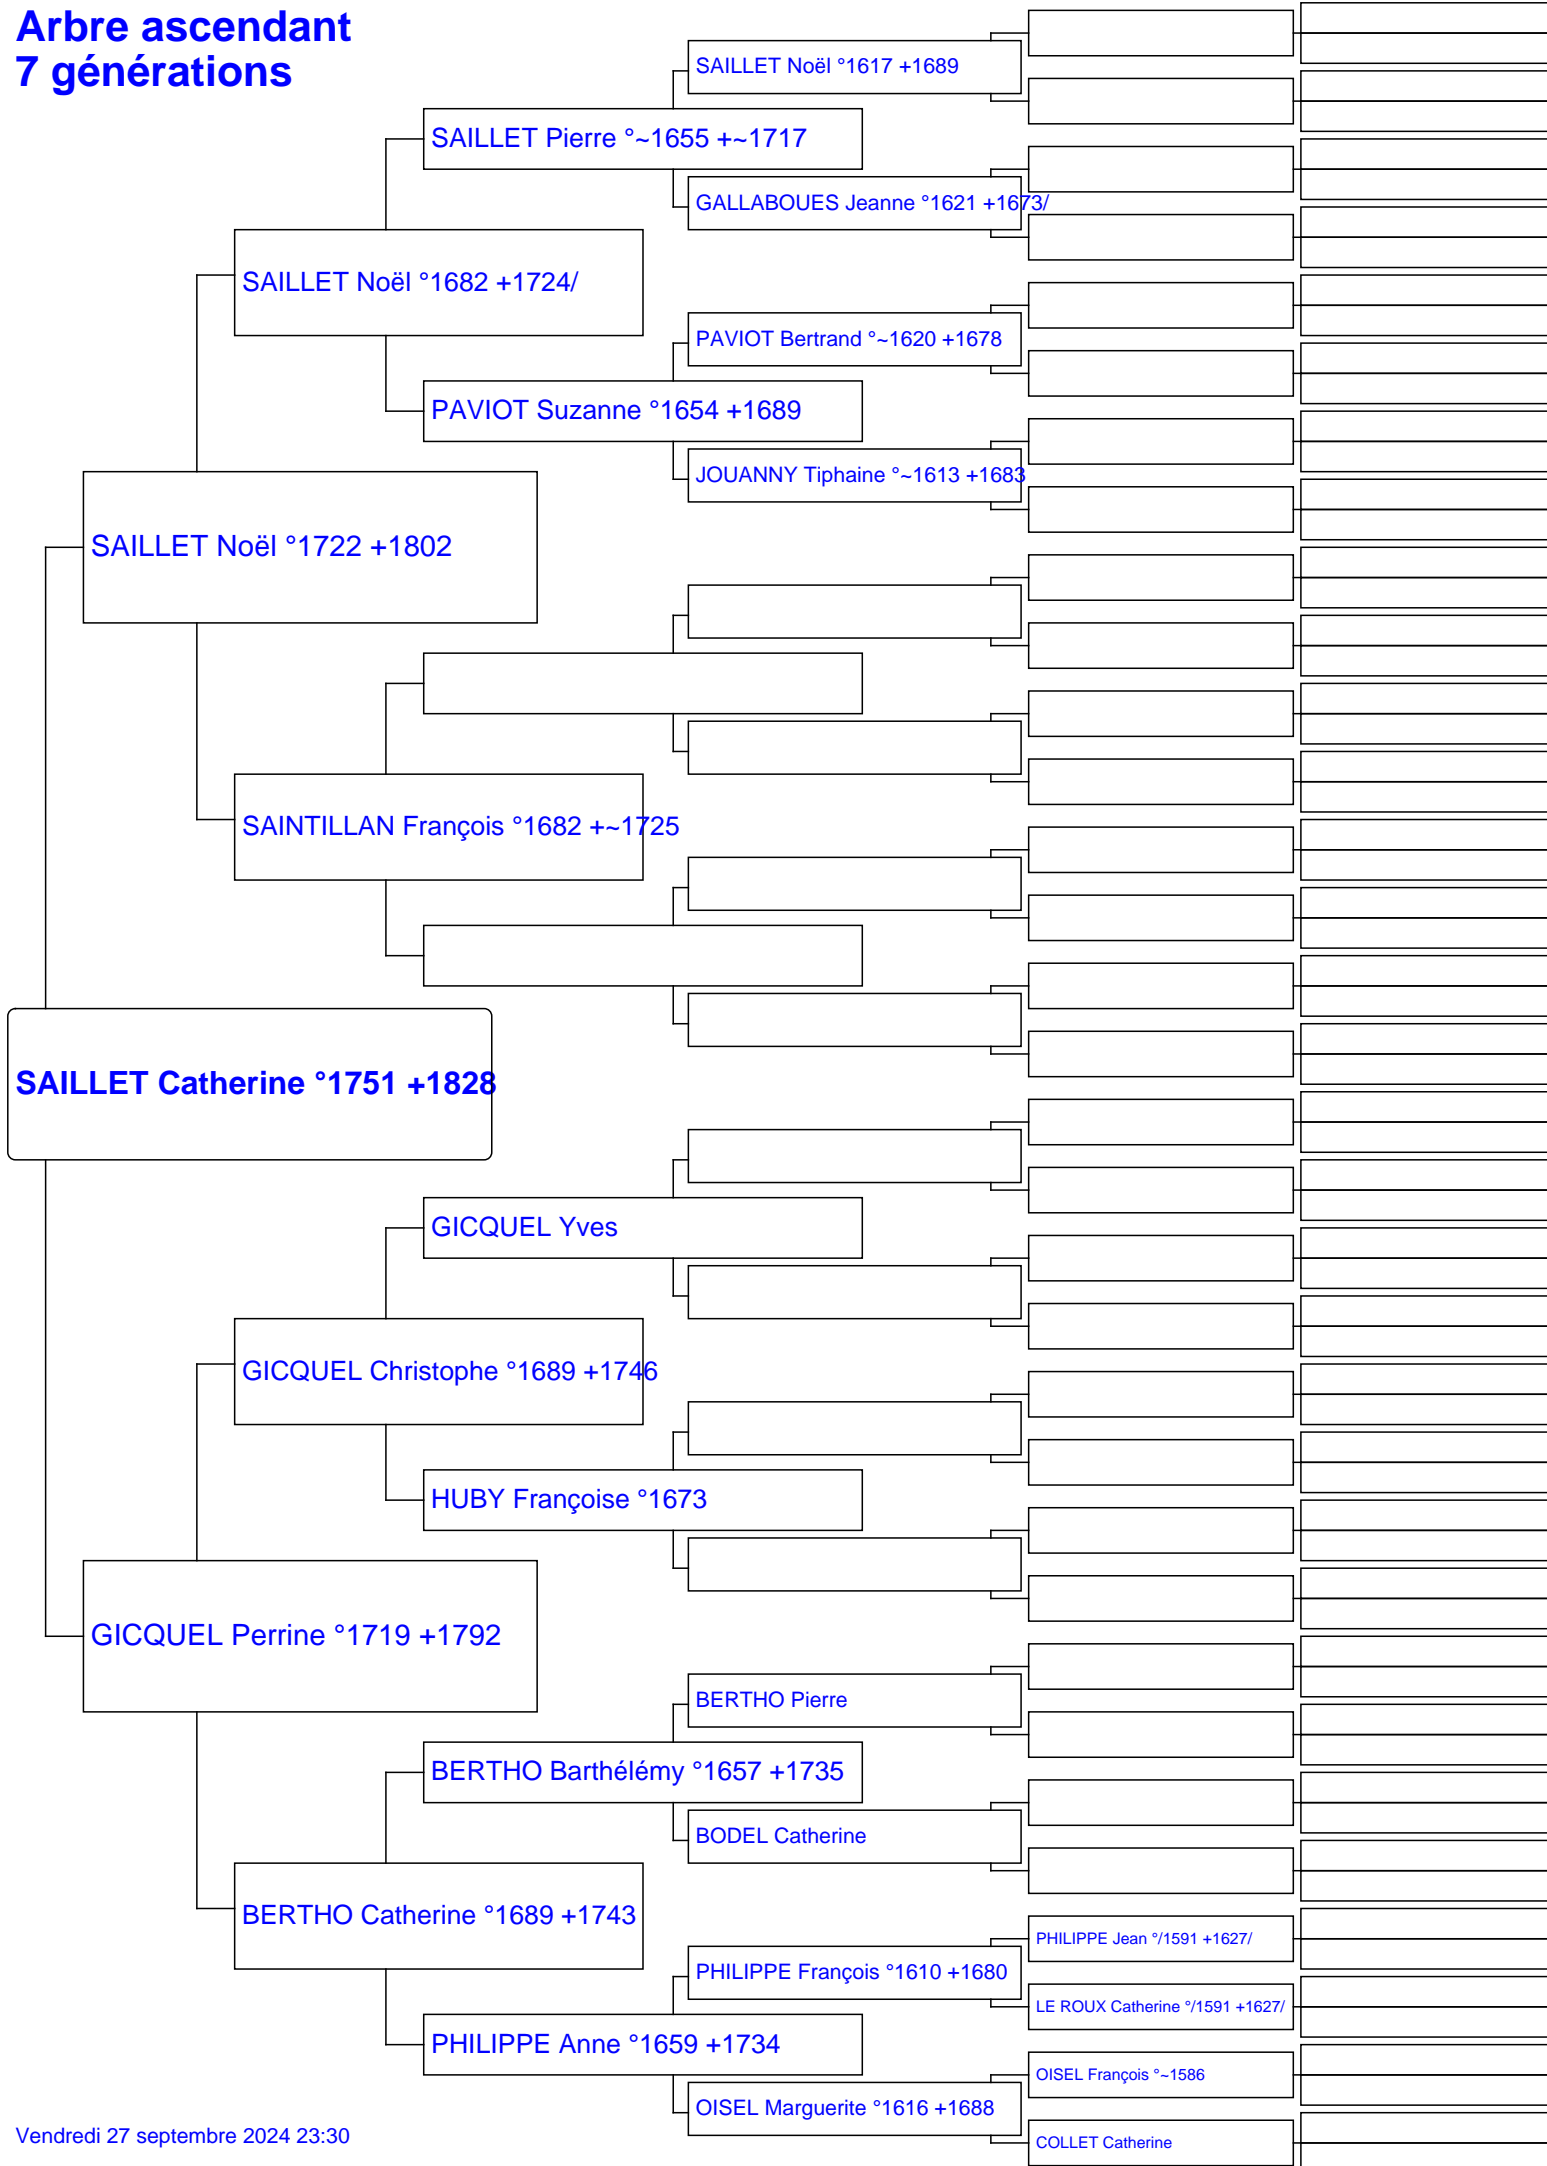 Arbre ascendant
7 générations
SAILLET Noël °1617 +1689
SAILLET Pierre °~1655 +~1717
GALLABOUES Jeanne °1621 +1673/
SAILLET Noël °1682 +1724/
PAVIOT Bertrand °~1620 +1678
PAVIOT Suzanne °1654 +1689
JOUANNY Tiphaine °~1613 +1683
SAILLET Noël °1722 +1802
SAINTILLAN François °1682 +~1725
SAILLET Catherine °1751 +1828
GICQUEL Yves
GICQUEL Christophe °1689 +1746
HUBY Françoise °1673
GICQUEL Perrine °1719 +1792
BERTHO Pierre
BERTHO Barthélémy °1657 +1735
BODEL Catherine
BERTHO Catherine °1689 +1743
PHILIPPE Jean °/1591 +1627/
PHILIPPE François °1610 +1680
LE ROUX Catherine °/1591 +1627/
PHILIPPE Anne °1659 +1734
OISEL François °~1586
OISEL Marguerite °1616 +1688
COLLET Catherine
Vendredi 27 septembre 2024 23:30